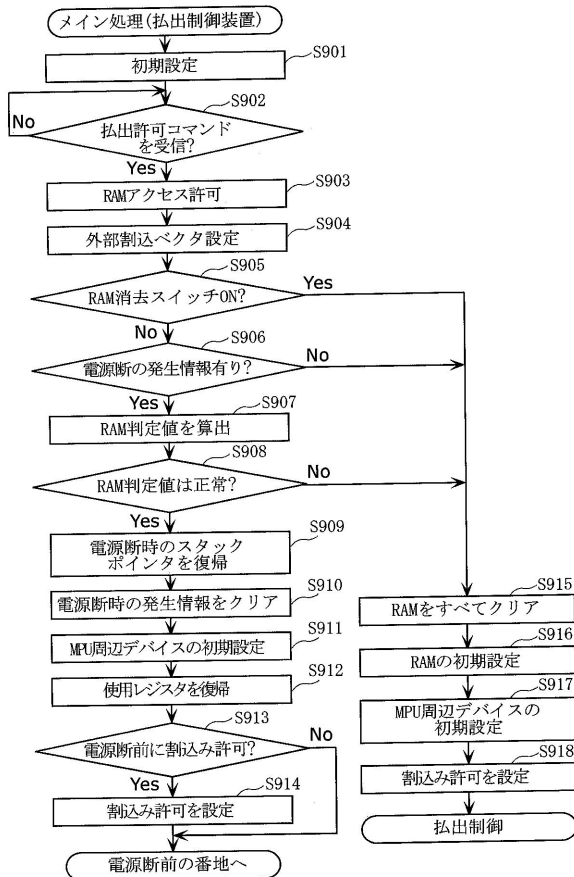 メイン処理(払出制御装置)
初期設定
S901
S902
払出許可コマンド
を受信?
No
Yes
RAMアクセス許可
S903
外部割込ベクタ設定
S904
S905
RAM消去スイッチON?
Yes
No
S906
電源断の発生情報有り?
No
Yes
S907
RAM判定値を算出
S908
RAM判定値は正常?
No
Yes
S909
電源断時のスタック
ポインタを復帰
S910
電源断時の発生情報をクリア
S911
MPU周辺デバイスの初期設定
S912
使用レジスタを復帰
S913
電源断前に割込み許可?
No
Yes
S914
割込み許可を設定
電源断前の番地へ
S915
RAMをすべてクリア
S916
RAMの初期設定
S917
MPU周辺デバイスの
初期設定
S918
割込み許可を設定
払出制御